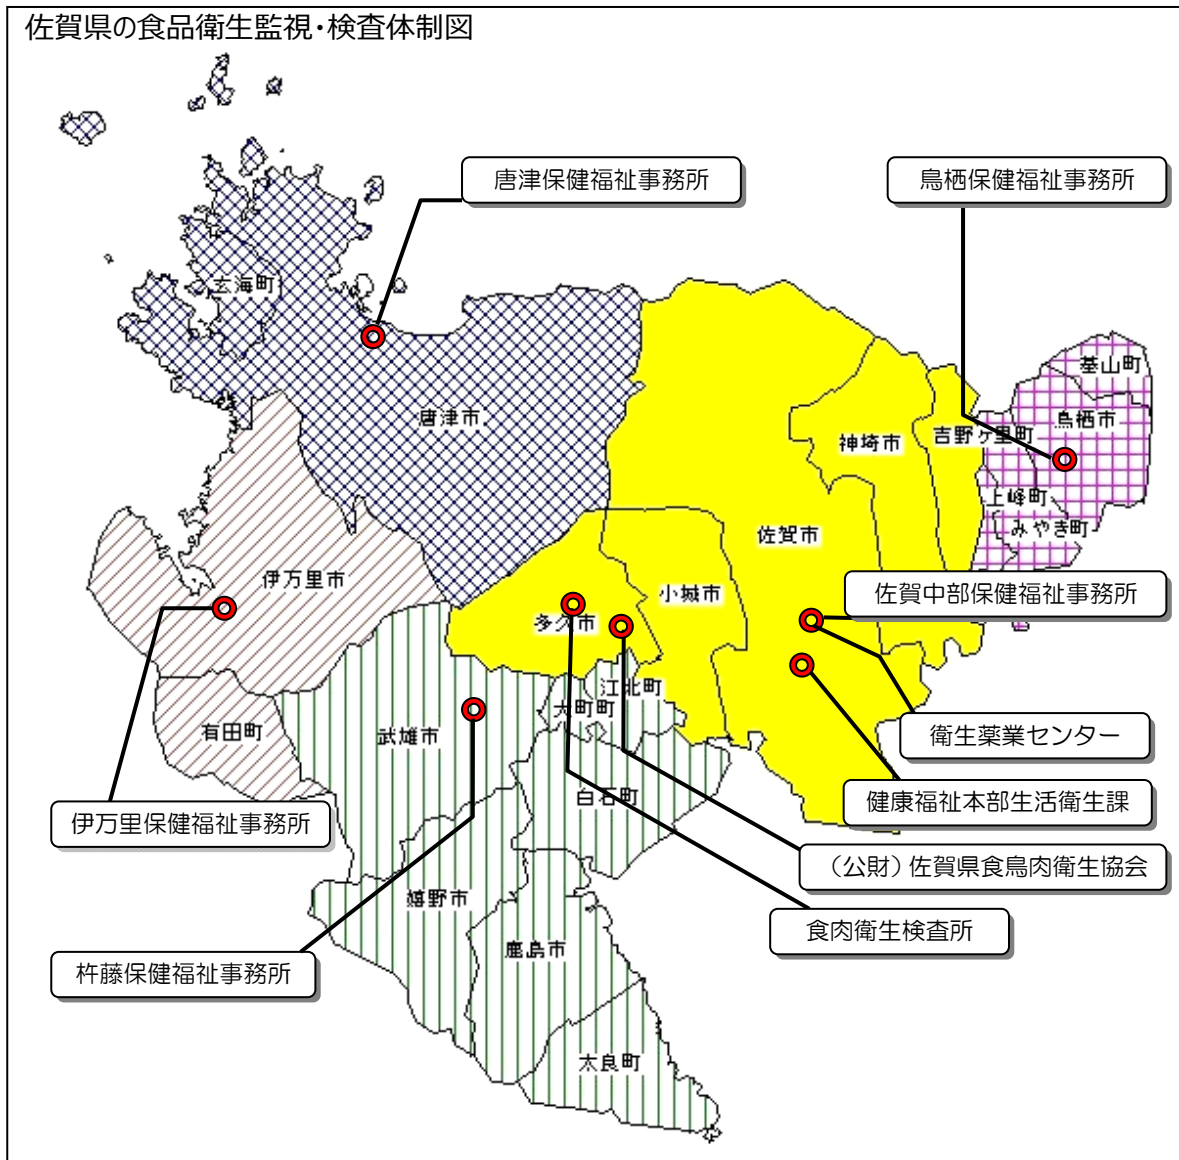 佐賀県の食品衛生監視・検査体制図
唐津保健福祉事務所
鳥栖保健福祉事務所
玄海町
基山町
唐津市
鳥栖市
神埼市
吉野ヶ里町
上峰町
みやき町
佐賀市
伊万里市
小城市
多久市
佐賀中部保健福祉事務所
江北町
大町町
有田町
武雄市
衛生薬業センター
白石町
健康福祉本部生活衛生課
伊万里保健福祉事務所
（公財）佐賀県食鳥肉衛生協会
嬉野市
食肉衛生検査所
鹿島市
杵藤保健福祉事務所
太良町